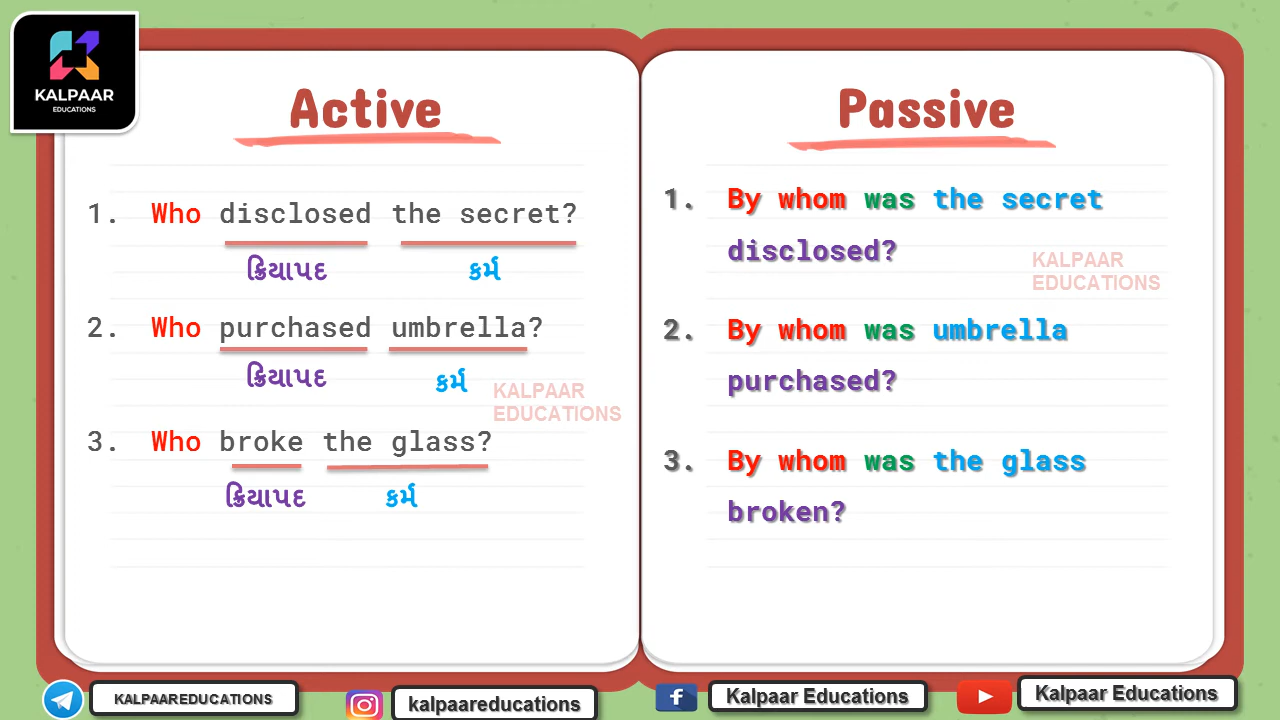 KALPAAR
EDUCATIONS
Active
1. Who disclosed the secret?
ક્રિયાપદ કર્મ
2. Who purchased umbrella?
ક્રિયાપદ કર્મ
KALPAAR
EDUCATIONS
3. Who broke the glass?
ક્રિયાપદ કર્મ
Passive
1. By whom was the secret
disclosed?
KALPAAR
EDUCATIONS
2. By whom was umbrella
purchased?
3. By whom was the glass
broken?
KALPAAREDUCATIONS
kalpaareducations
Kalpaar Educations
Kalpaar Educations